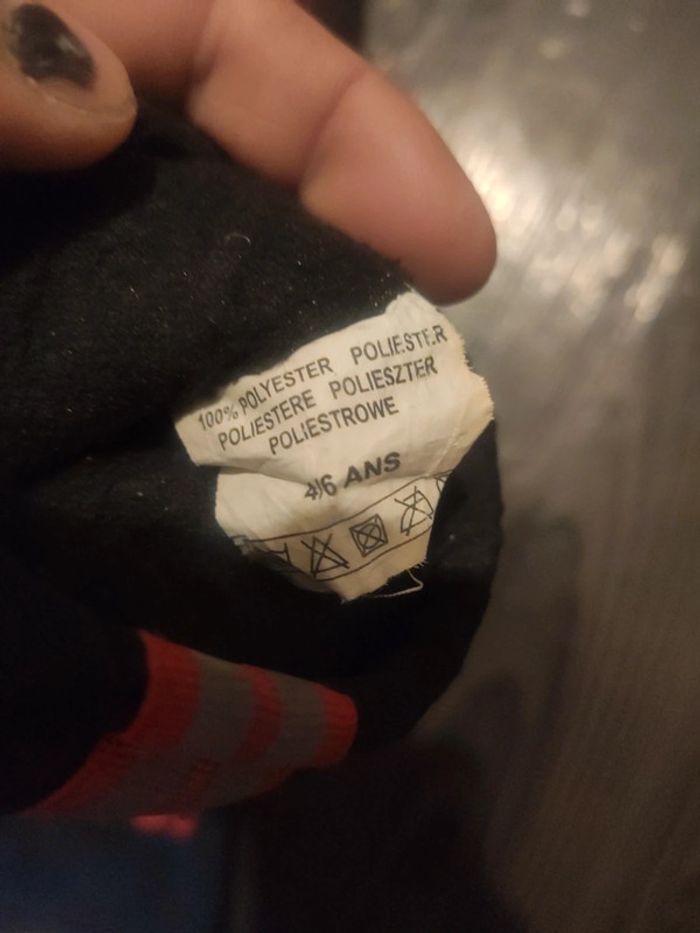 100% POLYESTER POLIESTER
POLIESTERE POLIESZTER
POLIESTROWE
4/6 ANS